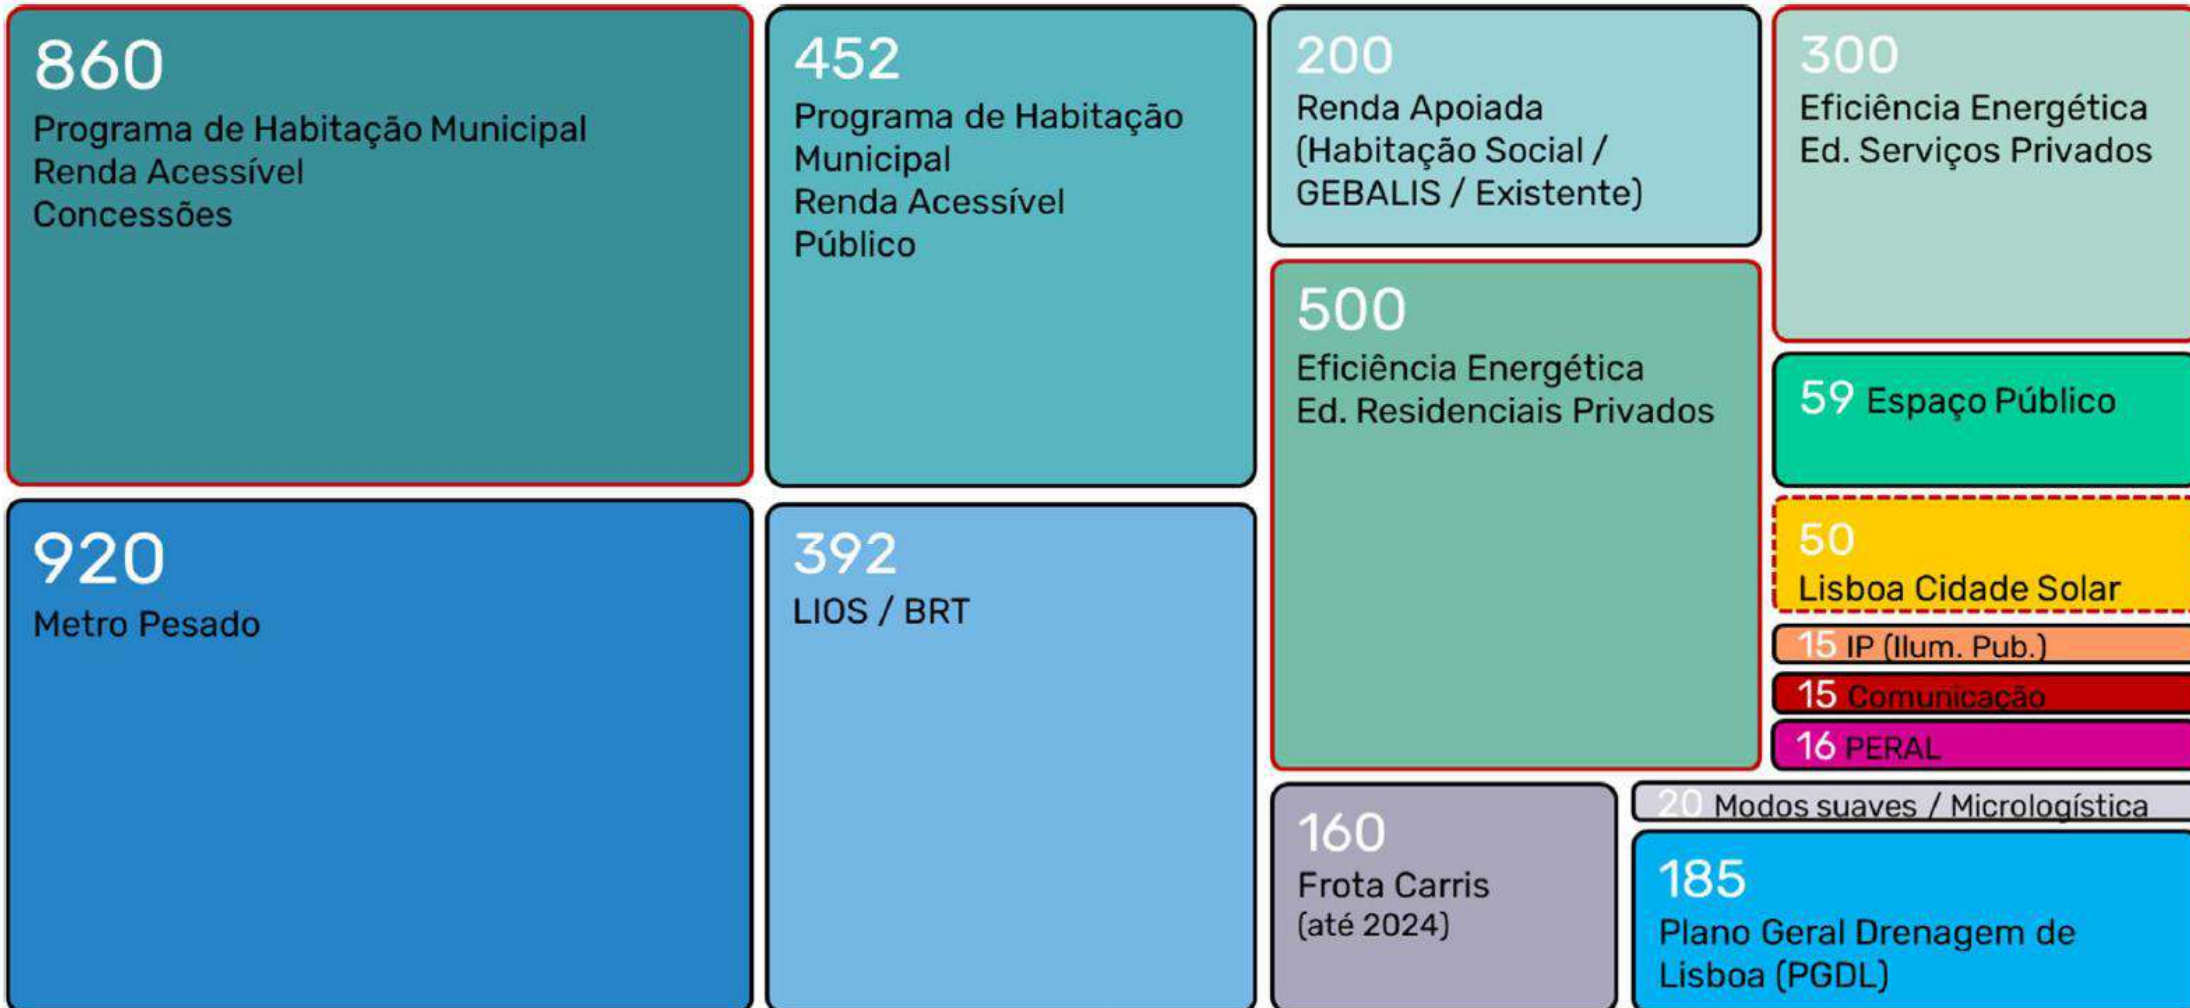 860
Programa de Habitação Municipal
Renda Acessível
Concessões
452
Programa de Habitação
Municipal
Renda Acessível
Público
200
Renda Apoiada
(Habitação Social /
GEBALIS / Existente)
300
Eficiência Energética
Ed. Serviços Privados
500
Eficiência Energética
Ed. Residenciais Privados
59 Espaço Público
920
Metro Pesado
392
LIOS / BRT
50
Lisboa Cidade Solar
15 IP (Ilum. Pub.)
15 Comunicação
16 PERAL
160
Frota Carris
(até 2024)
20 Modos suaves / Micrologística
185
Plano Geral Drenagem de
Lisboa (PGDL)